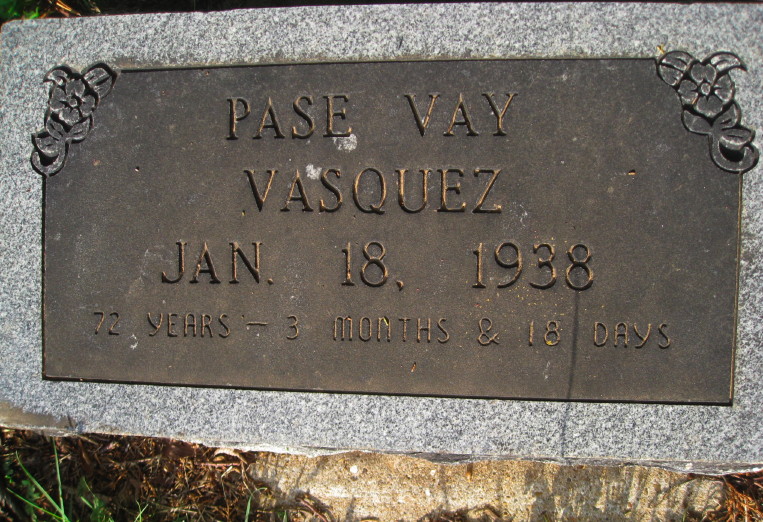 PASE VAY
VASQUEZ
JAN. 18, 1938
72 YEARS - 3 MONTHS & 18 DAYS